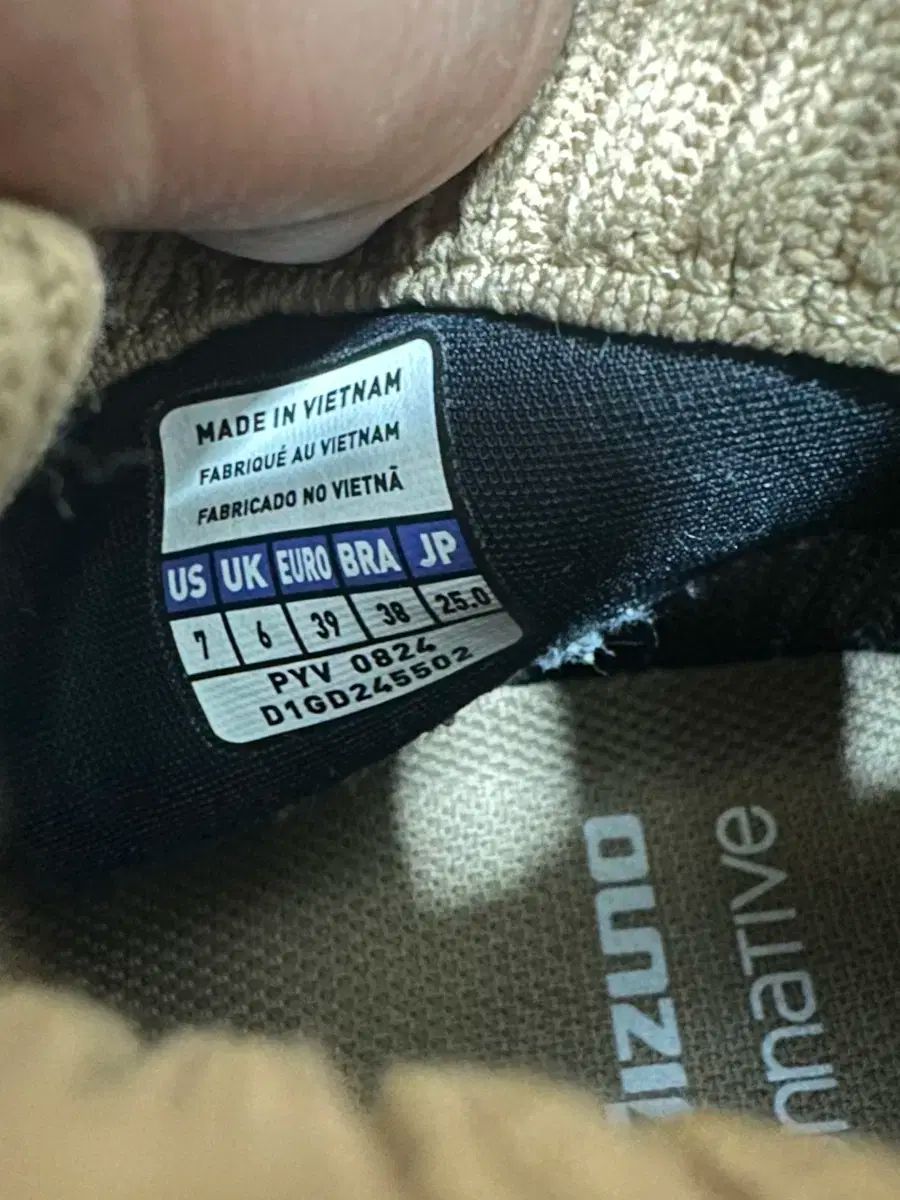 MADE IN VIETNAM
FABRIQUÉ AU VIETNAM
FABRICADO NO VIETNÃ
US UK EURO BRA JP
7 6 39 38 25.0
PYV 0824
D1GD245502